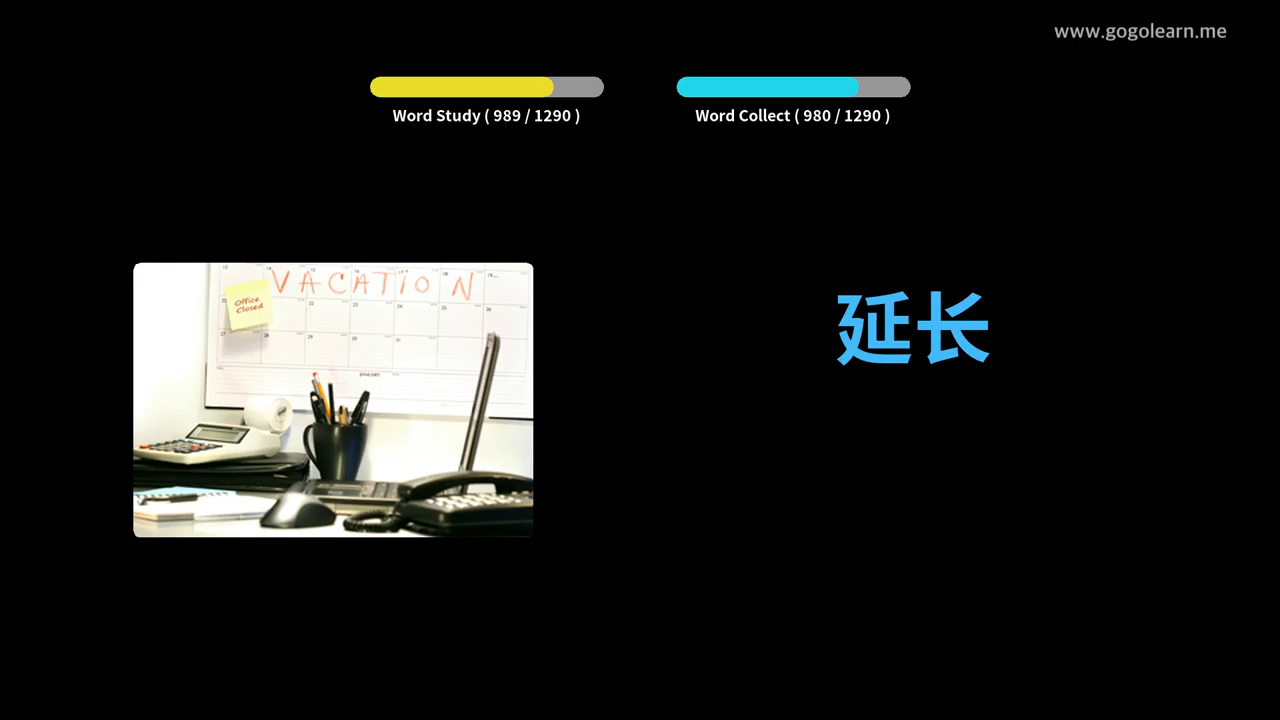 www.gogolearn.me
Word Study ( 989 / 1290 )
Word Collect ( 980 / 1290 )
VACATiON
Office
Closed
延长